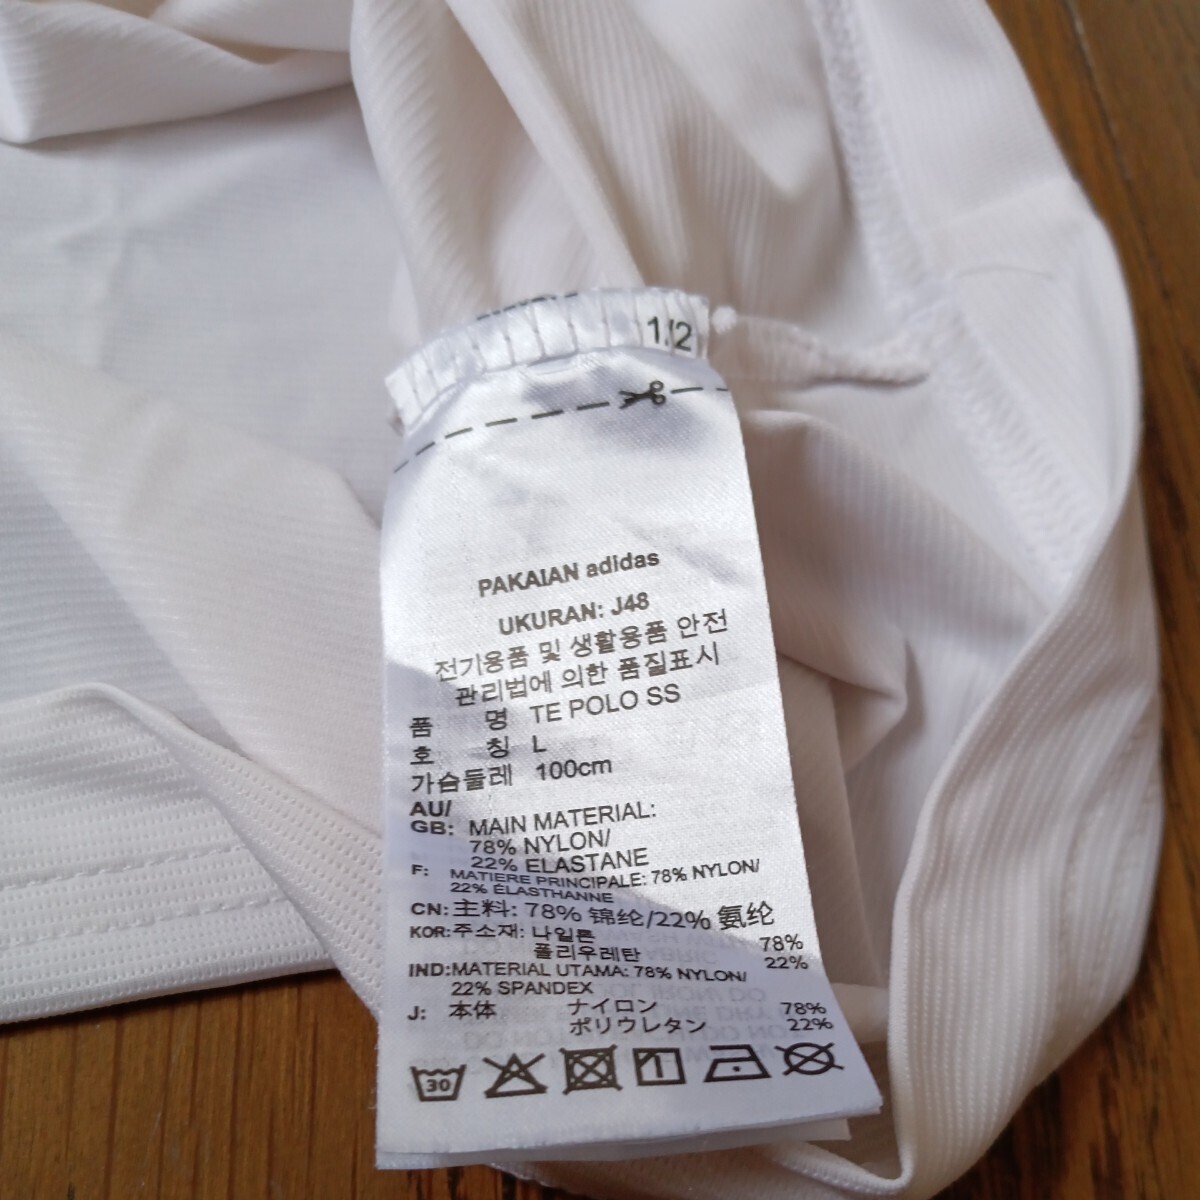 1/2
PAKAIAN adidas
UKURAN: J48
전기용품 및 생활용품 안전
관리법에 의한 품질표시
품 명 TE POLO SS
호 칭 L
가슴둘레 100cm
AU/
GB: MAIN MATERIAL:
78% NYLON/
22% ELASTANE
F: MATIERE PRINCIPALE: 78% NYLON/
22% ÉLASTHANNE
CN: 主料: 78% 锦纶/22% 氨纶
KOR: 주소재: 나일론 78%
폴리우레탄 22%
IND: MATERIAL UTAMA: 78% NYLON/
22% SPANDEX
J: 本体 ナイロン 78%
ポリウレタン 22%
30